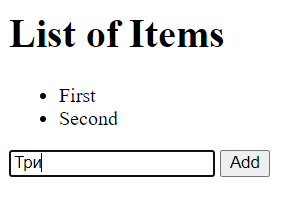 List of Items
First
Second
Три Add